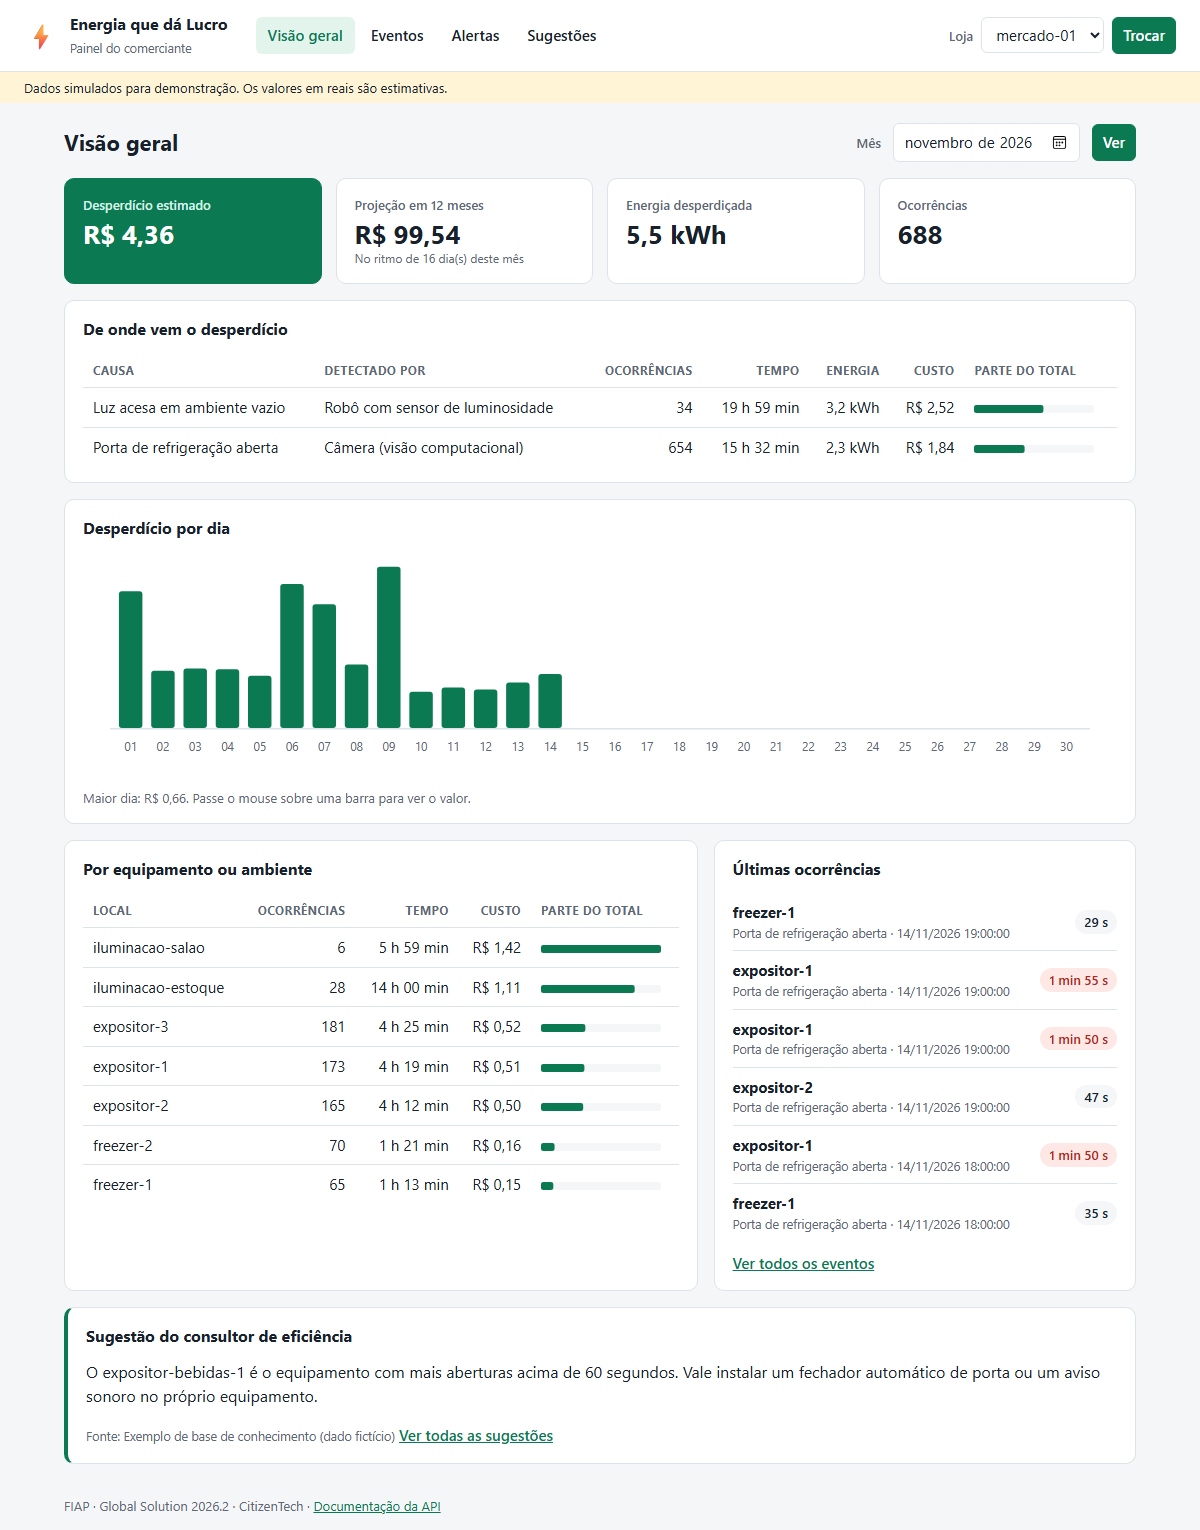 Energia que dá Lucro
Painel do comerciante
Visão geral
Eventos
Alertas
Sugestões
Loja
mercado-01
Trocar
Dados simulados para demonstração. Os valores em reais são estimativas.
Visão geral
Mês
novembro de 2026
Ver
Desperdício estimado
R$ 4,36
Projeção em 12 meses
R$ 99,54
No ritmo de 16 dia(s) deste mês
Energia desperdiçada
5,5 kWh
Ocorrências
688
De onde vem o desperdício
CAUSA DETECTADO POR OCORRÊNCIAS TEMPO ENERGIA CUSTO PARTE DO TOTAL
Luz acesa em ambiente vazio Robô com sensor de luminosidade 34 19 h 59 min 3,2 kWh R$ 2,52
Porta de refrigeração aberta Câmera (visão computacional) 654 15 h 32 min 2,3 kWh R$ 1,84
Desperdício por dia
01 02 03 04 05 06 07 08 09 10 11 12 13 14 15 16 17 18 19 20 21 22 23 24 25 26 27 28 29 30
Maior dia: R$ 0,66. Passe o mouse sobre uma barra para ver o valor.
Por equipamento ou ambiente
LOCAL OCORRÊNCIAS TEMPO CUSTO PARTE DO TOTAL
iluminacao-salao 6 5 h 59 min R$ 1,42
iluminacao-estoque 28 14 h 00 min R$ 1,11
expositor-3 181 4 h 25 min R$ 0,52
expositor-1 173 4 h 19 min R$ 0,51
expositor-2 165 4 h 12 min R$ 0,50
freezer-2 70 1 h 21 min R$ 0,16
freezer-1 65 1 h 13 min R$ 0,15
Últimas ocorrências
freezer-1
Porta de refrigeração aberta · 14/11/2026 19:00:00
29 s
expositor-1
Porta de refrigeração aberta · 14/11/2026 19:00:00
1 min 55 s
expositor-1
Porta de refrigeração aberta · 14/11/2026 19:00:00
1 min 50 s
expositor-2
Porta de refrigeração aberta · 14/11/2026 19:00:00
47 s
expositor-1
Porta de refrigeração aberta · 14/11/2026 18:00:00
1 min 50 s
freezer-1
Porta de refrigeração aberta · 14/11/2026 18:00:00
35 s
Ver todos os eventos
Sugestão do consultor de eficiência
O expositor-bebidas-1 é o equipamento com mais aberturas acima de 60 segundos. Vale instalar um fechador automático de porta ou um aviso
sonoro no próprio equipamento.
Fonte: Exemplo de base de conhecimento (dado fictício) Ver todas as sugestões
FIAP · Global Solution 2026.2 · CitizenTech · Documentação da API